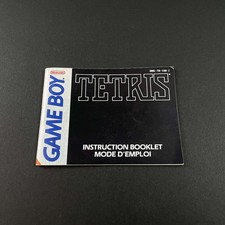 TETRIS
GAME BOY
INSTRUCTION BOOKLET
MODE D'EMPLOI